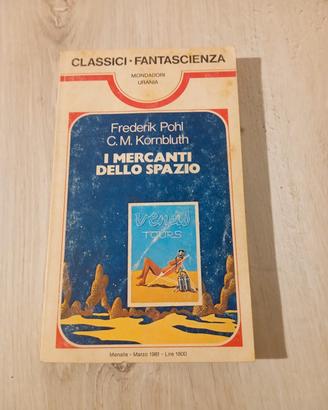 CLASSICI • FANTASCIENZA
MONDADORI
URANIA
Frederik Pohl
C.M. Kornbluth
I MERCANTI
DELLO SPAZIO
venus
TOURS
Mensile - Marzo 1981 - Lire 1800